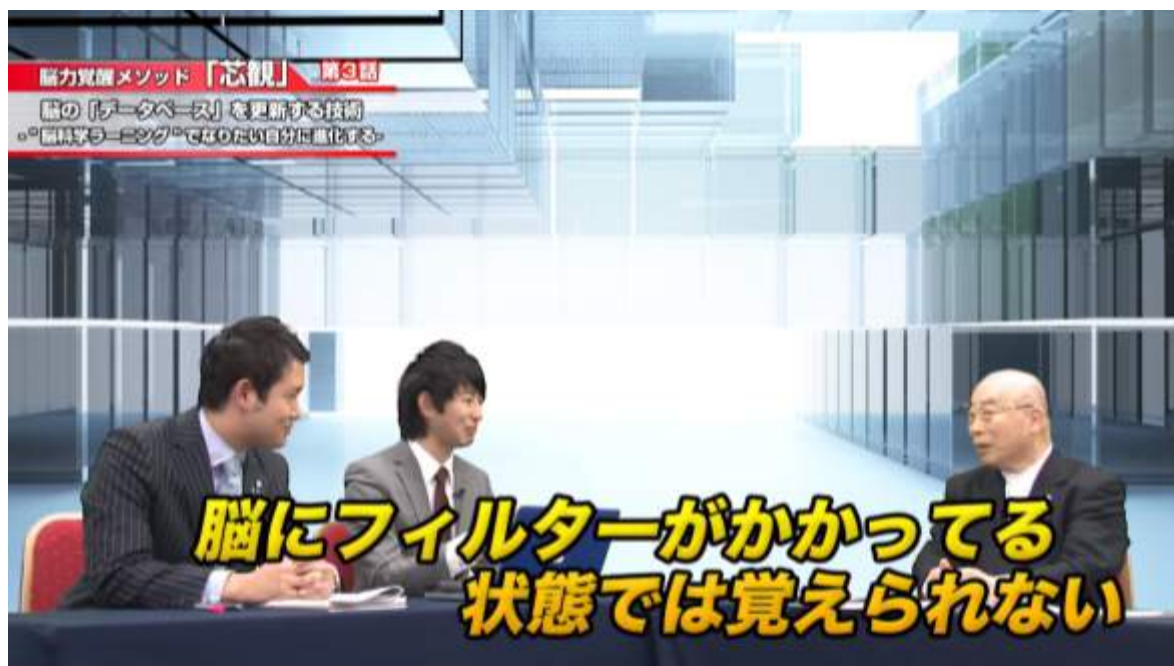 脳力覚醒メソッド「芯観」 第3話
脳の「データベース」を更新する技術
-“脳科学ラーニング”でなりたい自分に進化する-
脳にフィルターがかかってる
状態では覚えられない